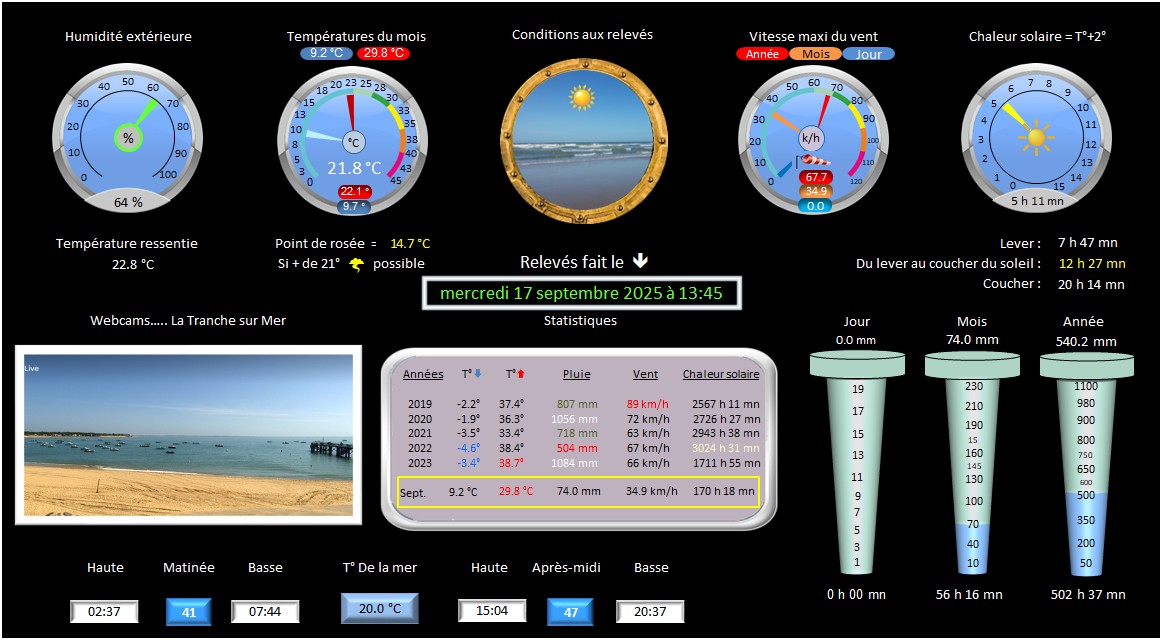 Humidité extérieure
0 10 20 30 40 50 60 70 80 90 100
%
64 %
Températures du mois
9.2 °C 29.8 °C
0 3 5 8 10 13 15 18 20 23 25 28 30 33 35 38 40 43 45
°C
21.8 °C
22.1 °
9.7 °
Conditions aux relevés
Vitesse maxi du vent
Année Mois Jour
0 10 20 30 40 50 60 70 80 90 100 110 120
k/h
67.7
34.9
0.0
Chaleur solaire = T°+2°
0 1 2 3 4 5 6 7 8 9 10 11 12 13 14 15
5 h 11 mn
Température ressentie
22.8 °C
Point de rosée = 14.7 °C
Si + de 21° possible
Relevés fait le
mercredi 17 septembre 2025 à 13:45
Lever : 7 h 47 mn
Du lever au coucher du soleil : 12 h 27 mn
Coucher : 20 h 14 mn
Webcams..... La Tranche sur Mer
Live
Statistiques
Années T° T° Pluie Vent Chaleur solaire
2019 -2.2° 37.4° 807 mm 89 km/h 2567 h 11 mn
2020 -1.9° 36.3° 1056 mm 72 km/h 2726 h 27 mn
2021 -3.5° 33.4° 718 mm 63 km/h 2943 h 38 mn
2022 -4.6° 38.4° 504 mm 67 km/h 3024 h 31 mn
2023 -3.4° 38.7° 1084 mm 66 km/h 1711 h 55 mn
Sept. 9.2 °C 29.8 °C 74.0 mm 34.9 km/h 170 h 18 mn
Jour
0.0 mm
19
17
15
13
11
9
7
5
3
1
0 h 00 mn
Mois
74.0 mm
230
210
190
15
160
145
130
100
70
40
10
56 h 16 mn
Année
540.2 mm
1100
980
900
800
750
650
600
500
350
200
50
502 h 37 mn
Haute Matinée Basse T° De la mer Haute Après-midi Basse
02:37 41 07:44 20.0 °C 15:04 47 20:37